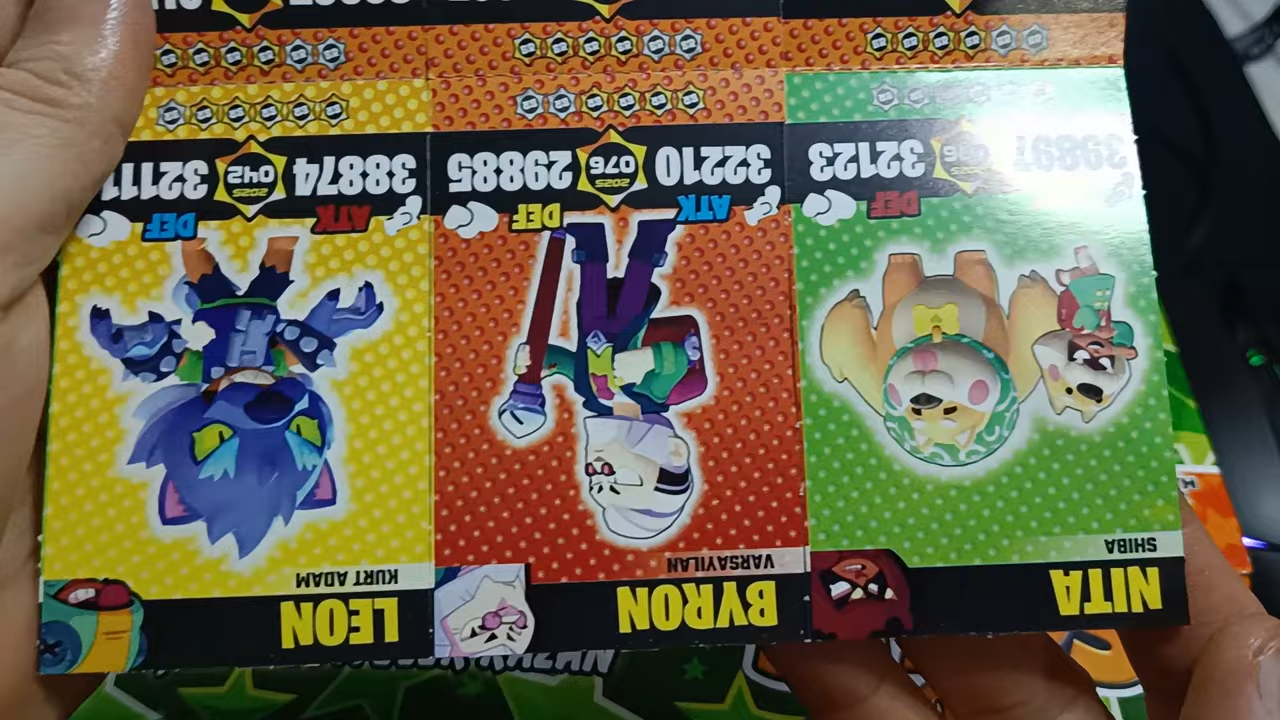 NITA
SHIBA
DEF
32123
BYRON
VARSAYILAN
ATK DEF
32210 2025 076 29885
LEON
KURT ADAM
ATK DEF
38874 2025 042 32111